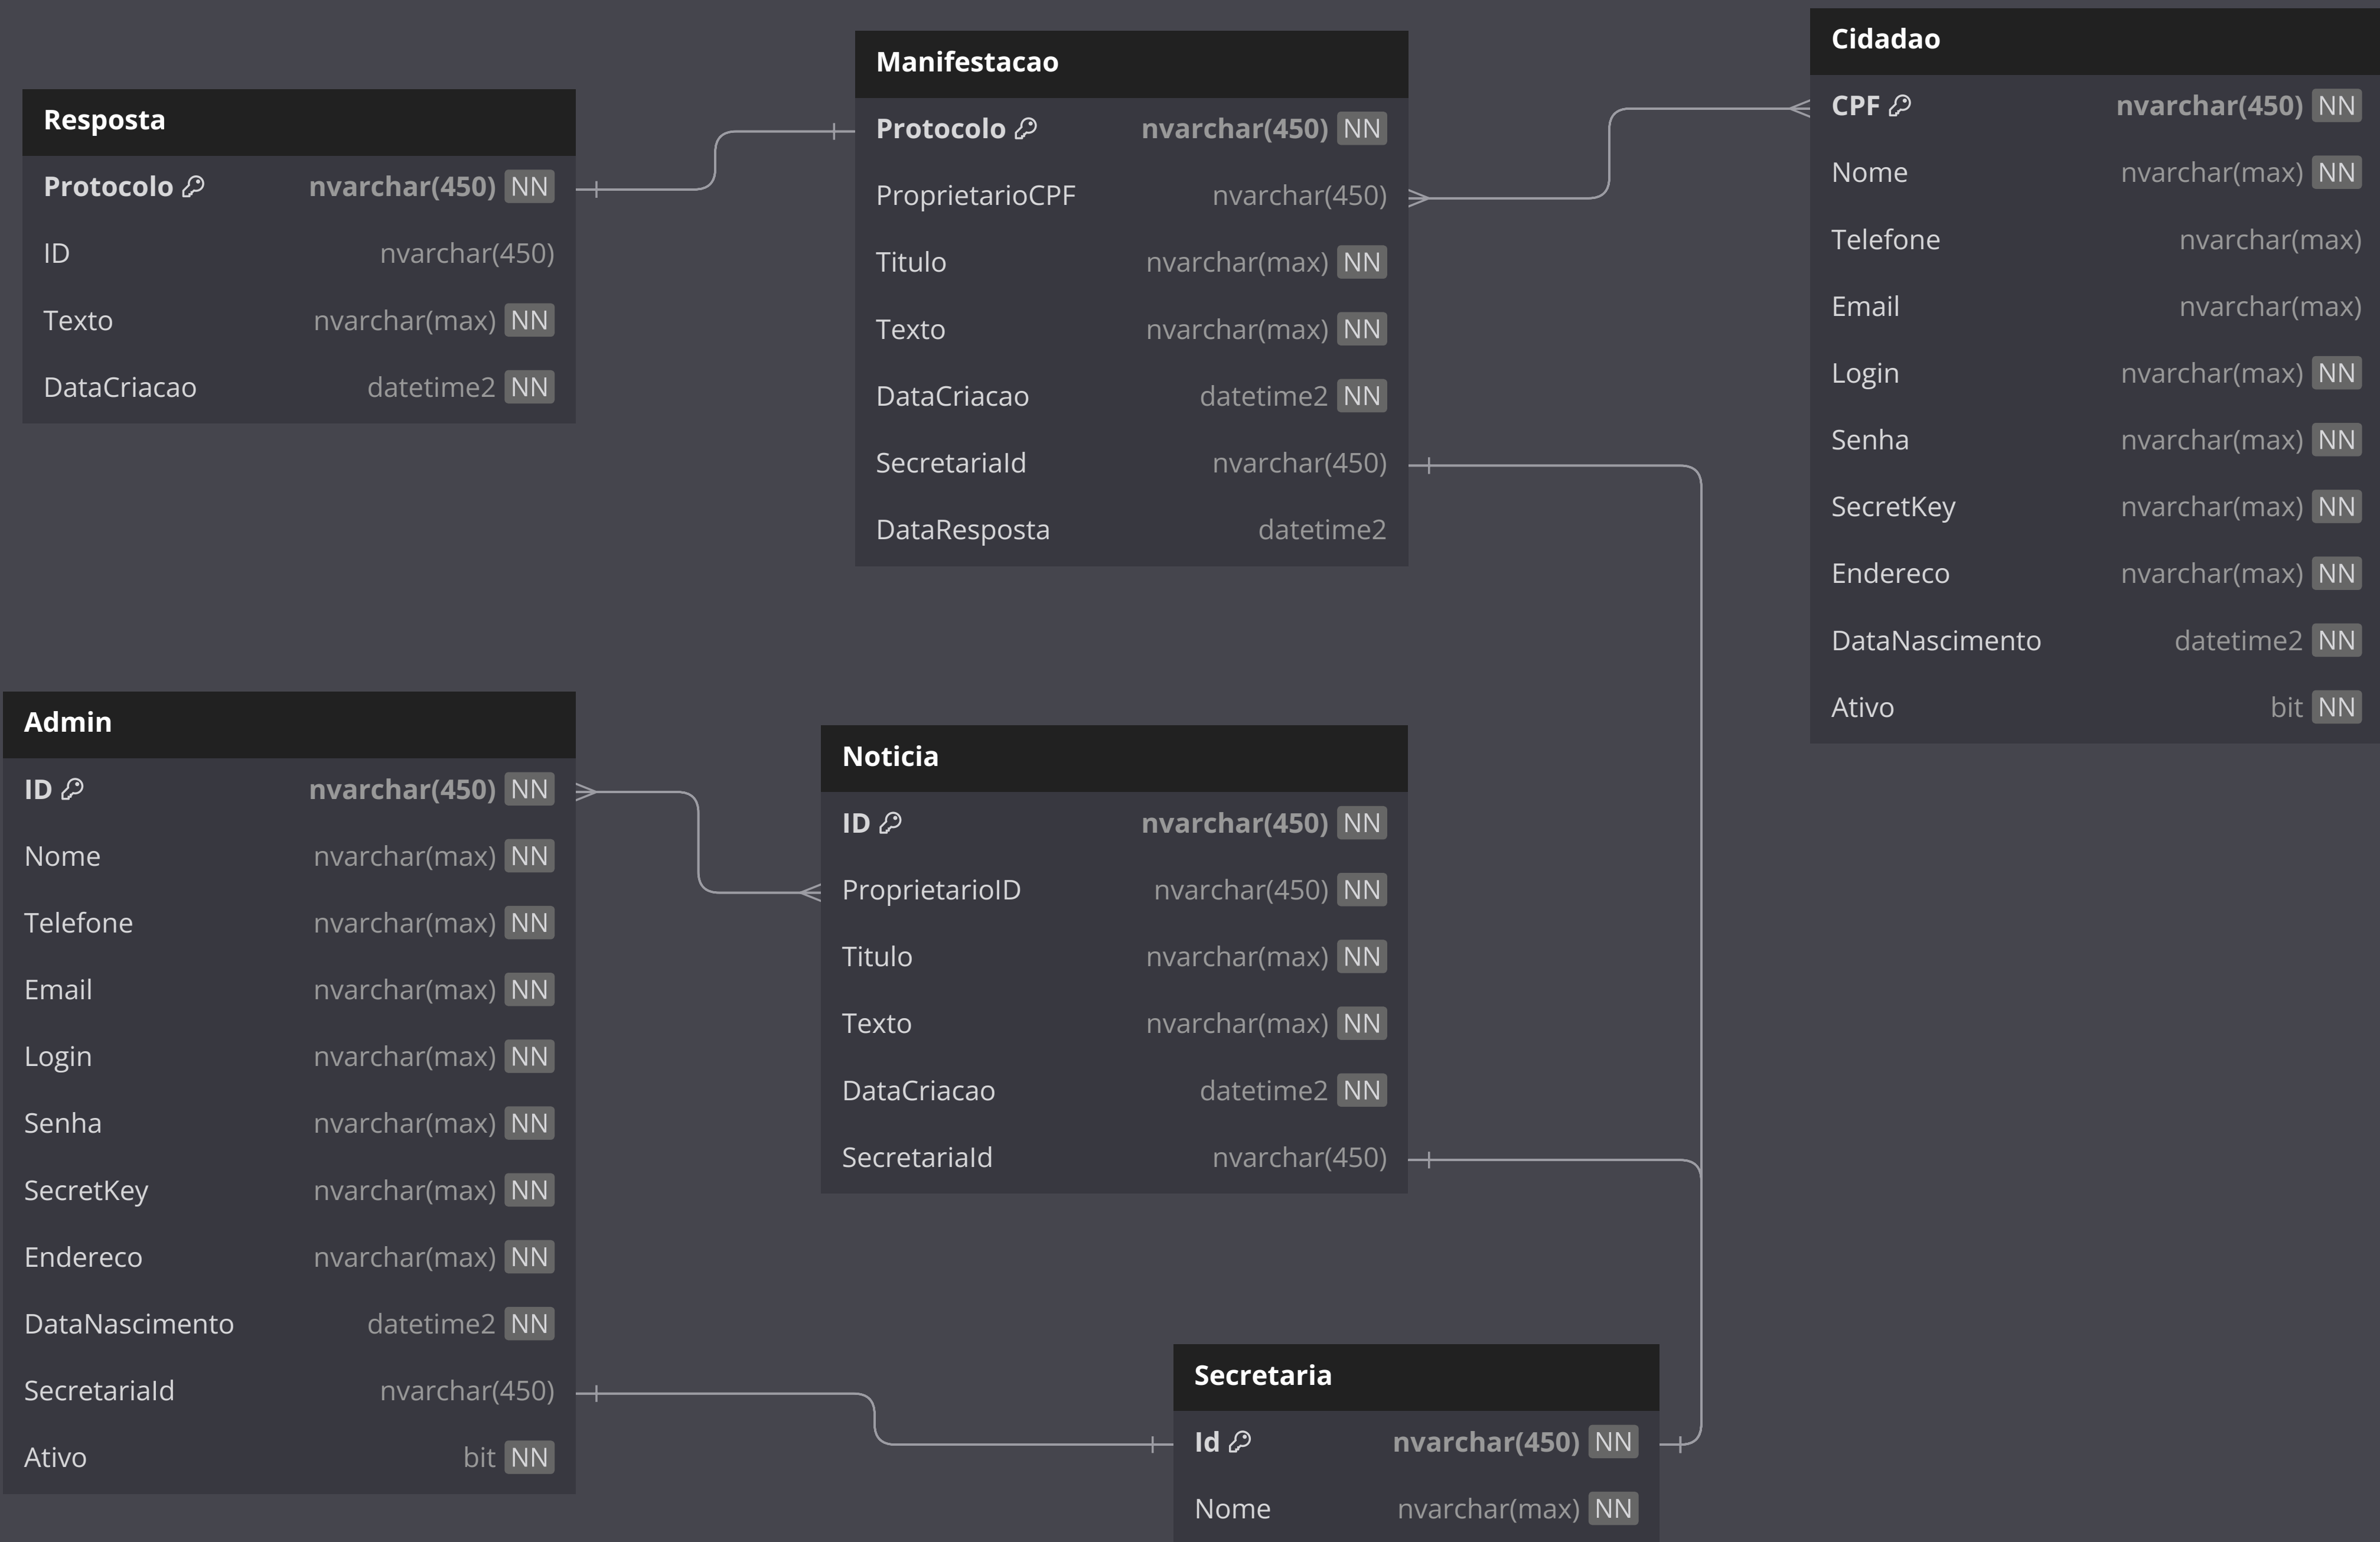 Resposta
Protocolo nvarchar(450) NN
ID nvarchar(450)
Texto nvarchar(max) NN
DataCriacao datetime2 NN
Manifestacao
Protocolo nvarchar(450) NN
ProprietarioCPF nvarchar(450)
Titulo nvarchar(max) NN
Texto nvarchar(max) NN
DataCriacao datetime2 NN
SecretariaId nvarchar(450)
DataResposta datetime2
Cidadao
CPF nvarchar(450) NN
Nome nvarchar(max) NN
Telefone nvarchar(max)
Email nvarchar(max)
Login nvarchar(max) NN
Senha nvarchar(max) NN
SecretKey nvarchar(max) NN
Endereco nvarchar(max) NN
DataNascimento datetime2 NN
Ativo bit NN
Admin
ID nvarchar(450) NN
Nome nvarchar(max) NN
Telefone nvarchar(max) NN
Email nvarchar(max) NN
Login nvarchar(max) NN
Senha nvarchar(max) NN
SecretKey nvarchar(max) NN
Endereco nvarchar(max) NN
DataNascimento datetime2 NN
SecretariaId nvarchar(450)
Ativo bit NN
Noticia
ID nvarchar(450) NN
ProprietarioID nvarchar(450) NN
Titulo nvarchar(max) NN
Texto nvarchar(max) NN
DataCriacao datetime2 NN
SecretariaId nvarchar(450)
Secretaria
Id nvarchar(450) NN
Nome nvarchar(max) NN